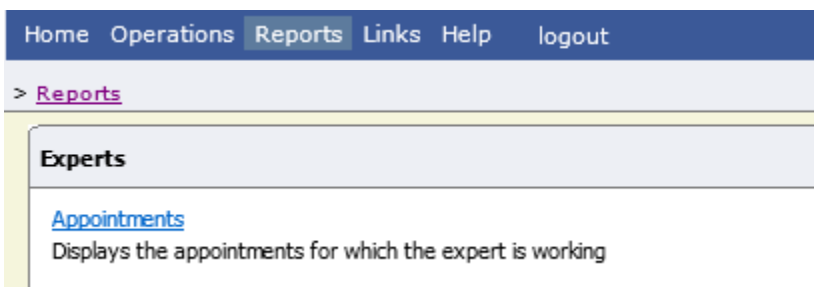 Home Operations Reports Links Help logout
> Reports
Experts
Appointments
Displays the appointments for which the expert is working